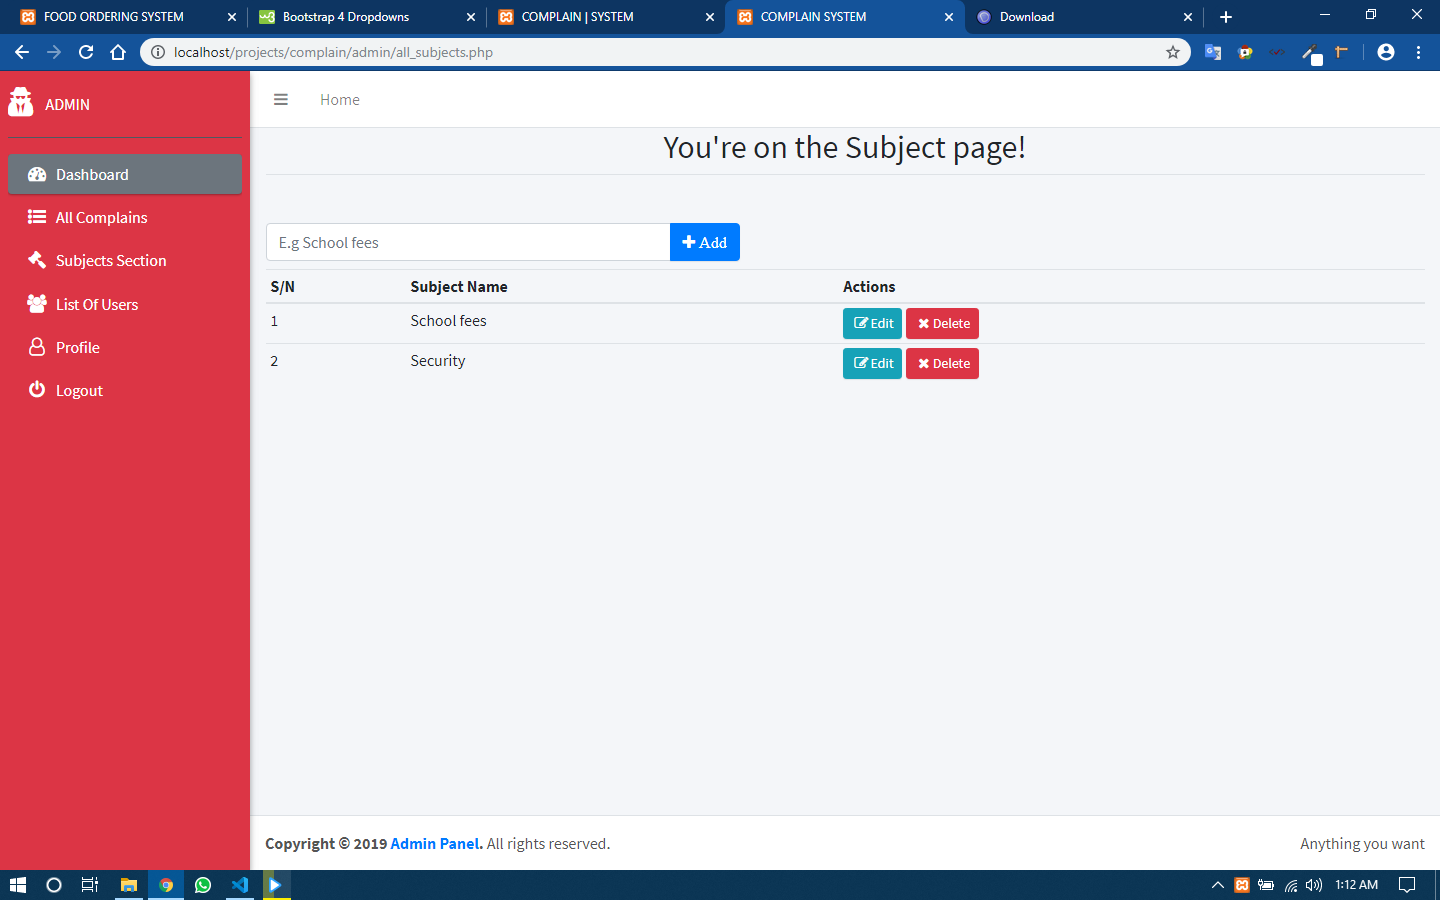 FOOD ORDERING SYSTEM
Bootstrap 4 Dropdowns
COMPLAIN | SYSTEM
COMPLAIN SYSTEM
Download
localhost/projects/complain/admin/all_subjects.php
ADMIN
Home
You're on the Subject page!
Dashboard
All Complains
Subjects Section
List Of Users
Profile
Logout
E.g School fees
Add
S/N Subject Name Actions
1 School fees Edit Delete
2 Security Edit Delete
Copyright © 2019 Admin Panel. All rights reserved.
Anything you want
1:12 AM